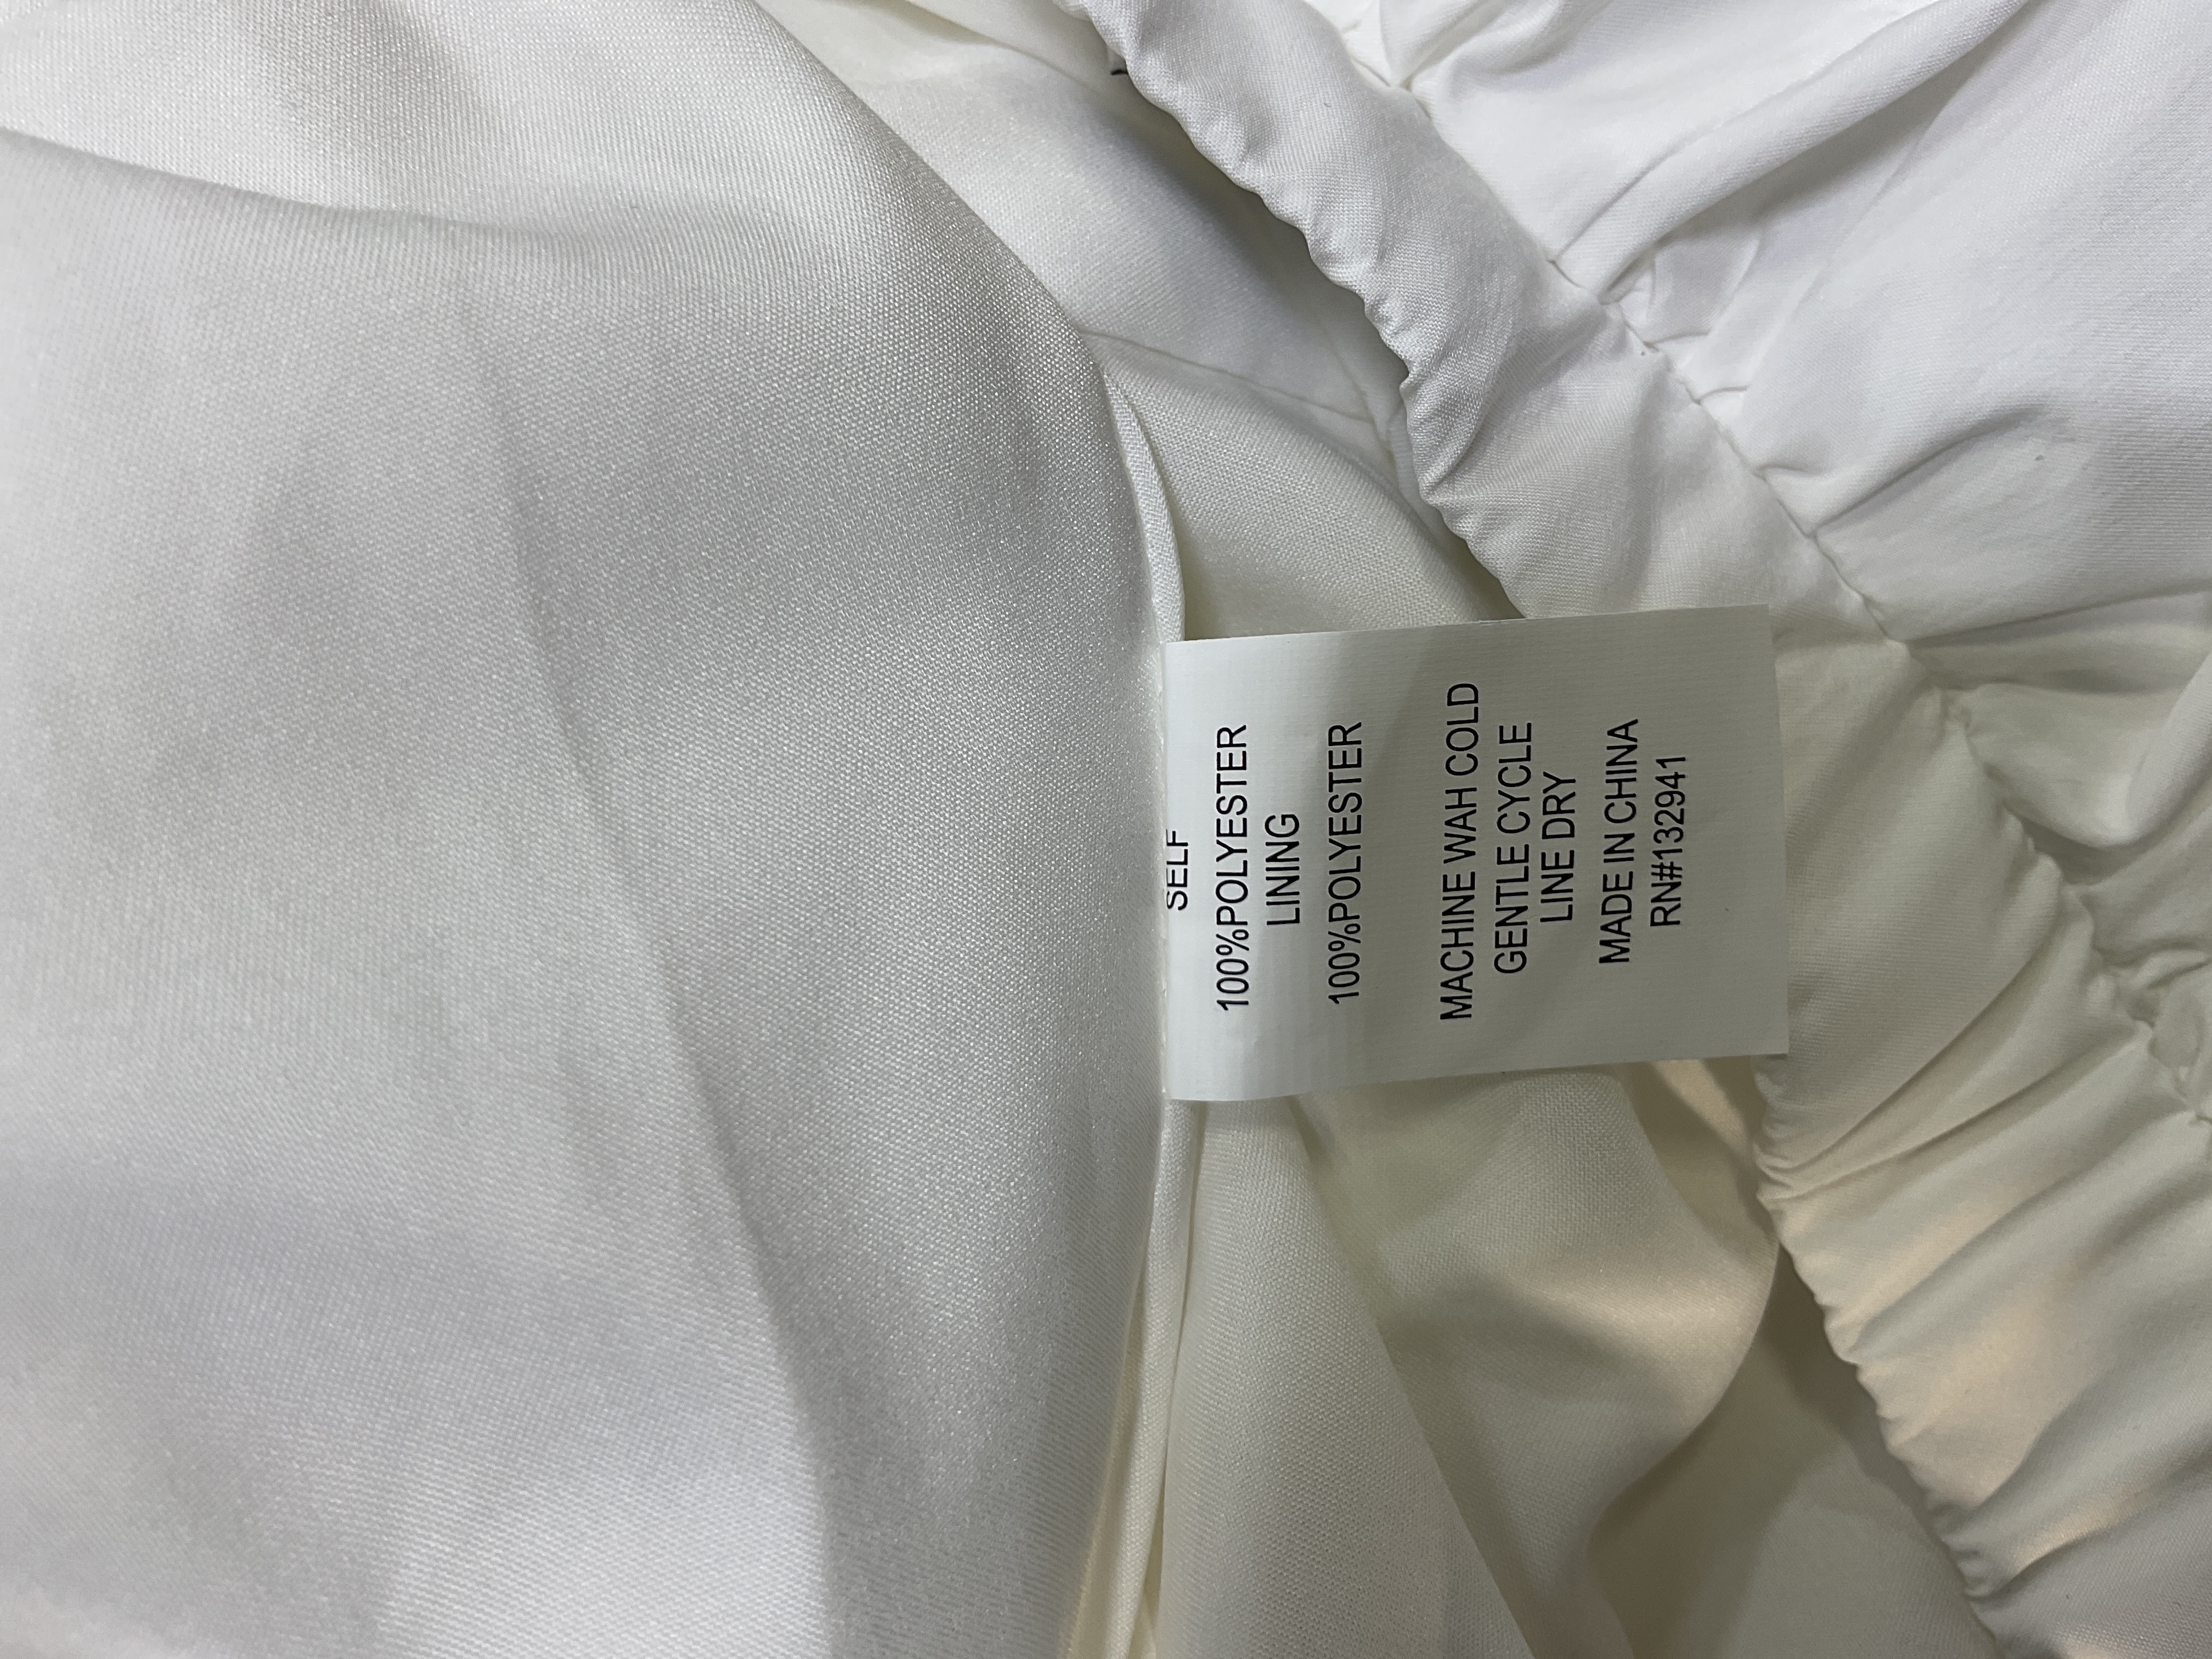 SELF
100%POLYESTER
LINING
100%POLYESTER
MACHINE WAH COLD
GENTLE CYCLE
LINE DRY
MADE IN CHINA
RN#132941